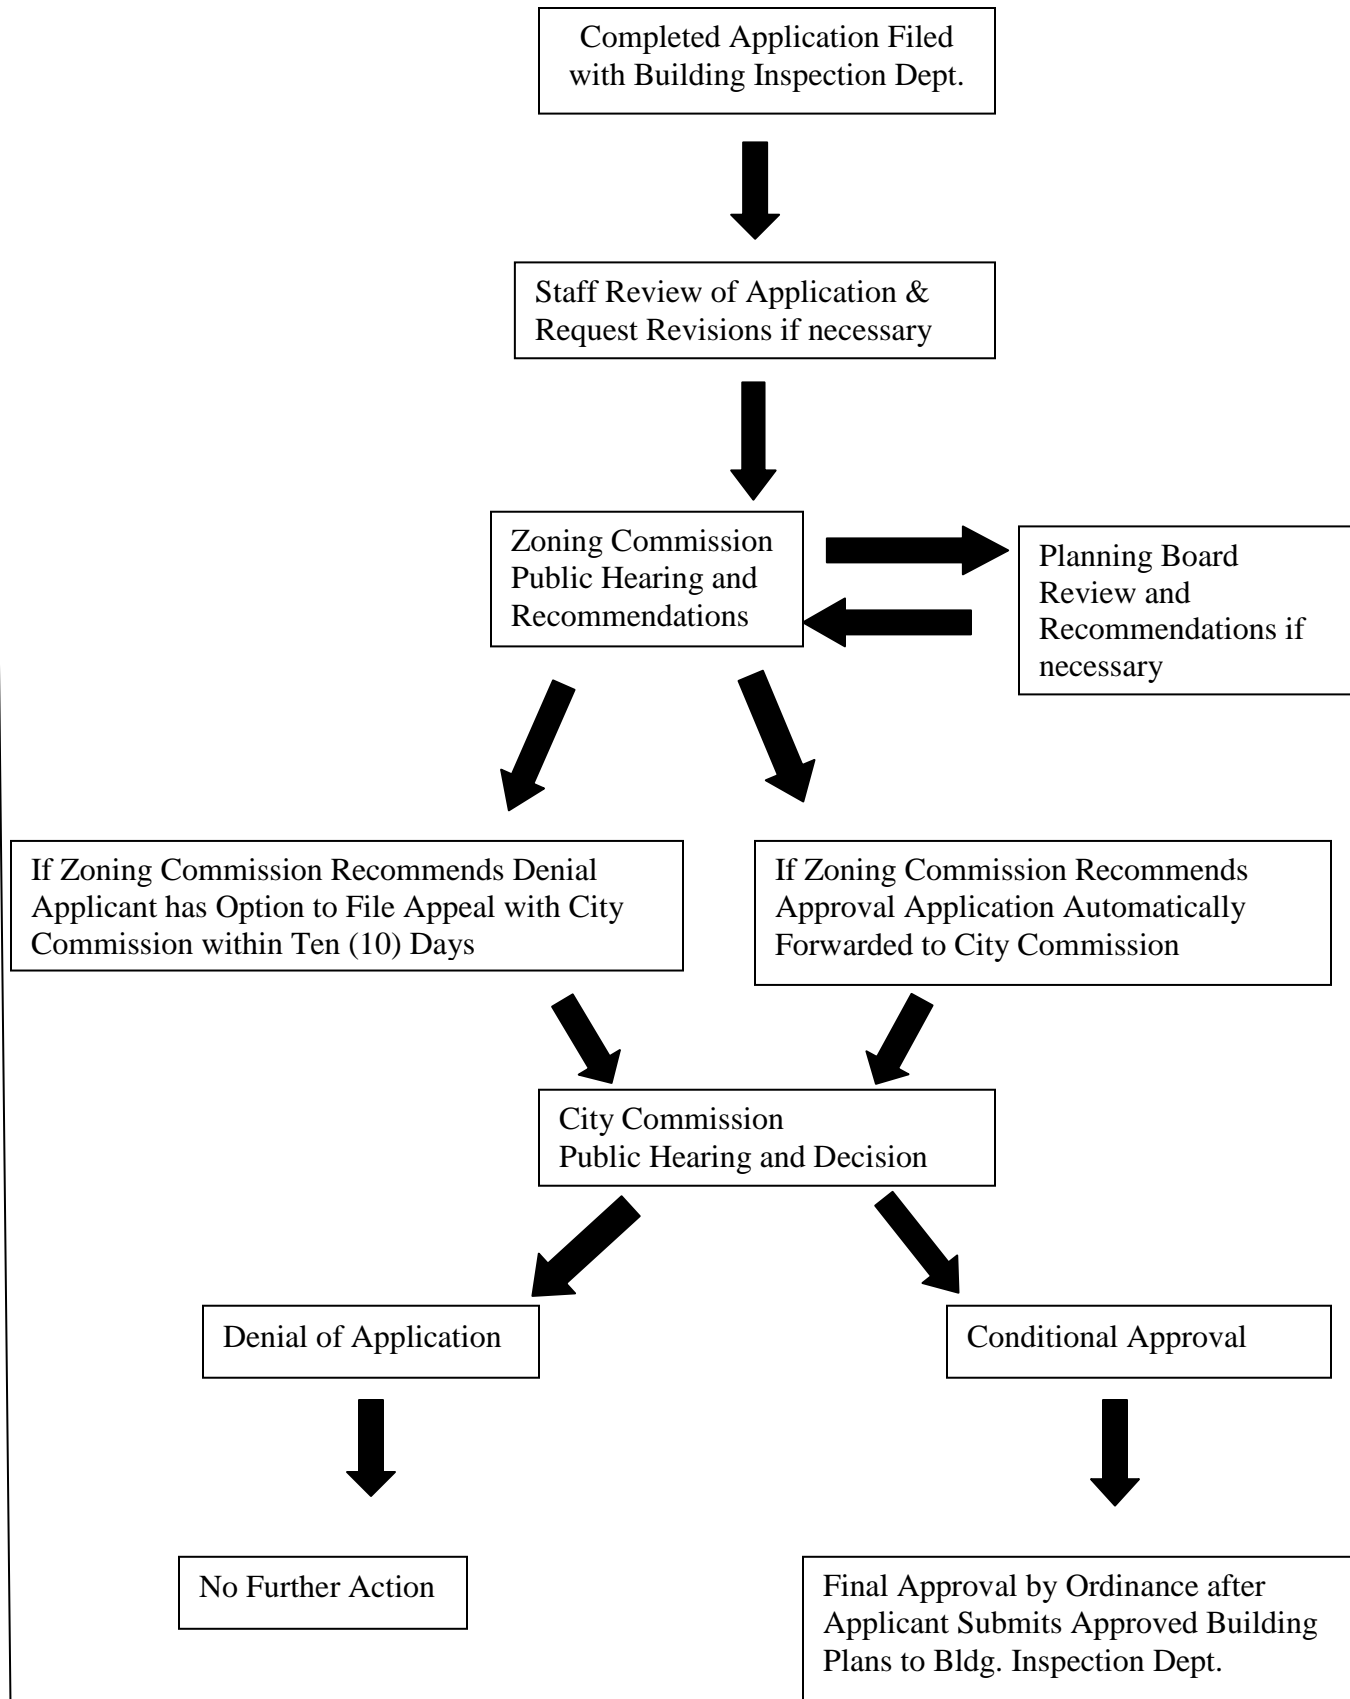 Completed Application Filed
with Building Inspection Dept.
Staff Review of Application &
Request Revisions if necessary
Zoning Commission
Public Hearing and
Recommendations
Planning Board
Review and
Recommendations if
necessary
If Zoning Commission Recommends Denial
Applicant has Option to File Appeal with City
Commission within Ten (10) Days
If Zoning Commission Recommends
Approval Application Automatically
Forwarded to City Commission
City Commission
Public Hearing and Decision
Denial of Application
Conditional Approval
No Further Action
Final Approval by Ordinance after
Applicant Submits Approved Building
Plans to Bldg. Inspection Dept.